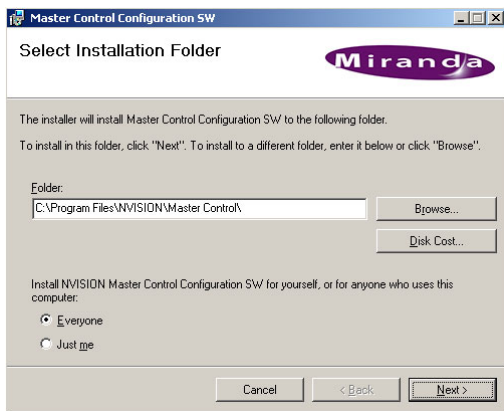 Master Control Configuration SW
Select Installation Folder
Miranda
The installer will install Master Control Configuration SW to the following folder.
To install in this folder, click "Next". To install to a different folder, enter it below or click "Browse".
Folder:
C:\Program Files\NVISION\Master Control\
Browse...
Disk Cost...
Install NVISION Master Control Configuration SW for yourself, or for anyone who uses this
computer:
Everyone
Just me
Cancel
< Back
Next >